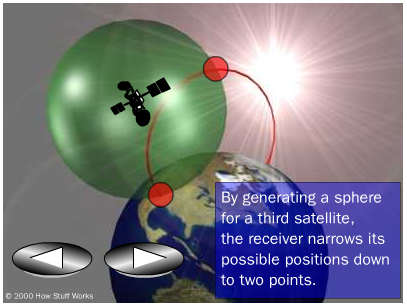 By generating a sphere
for a third satellite,
the receiver narrows its
possible positions down
to two points.
© 2000 How Stuff Works